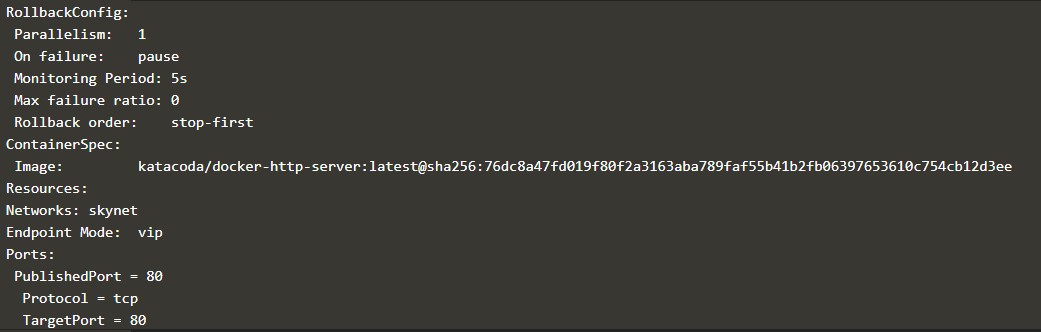 RollbackConfig:
Parallelism: 1
On failure: pause
Monitoring Period: 5s
Max failure ratio: 0
Rollback order: stop-first
ContainerSpec:
Image: katacoda/docker-http-server:latest@sha256:76dc8a47fd019f80f2a3163aba789faf55b41b2fb06397653610c754cb12d3ee
Resources:
Networks: skynet
Endpoint Mode: vip
Ports:
PublishedPort = 80
Protocol = tcp
TargetPort = 80